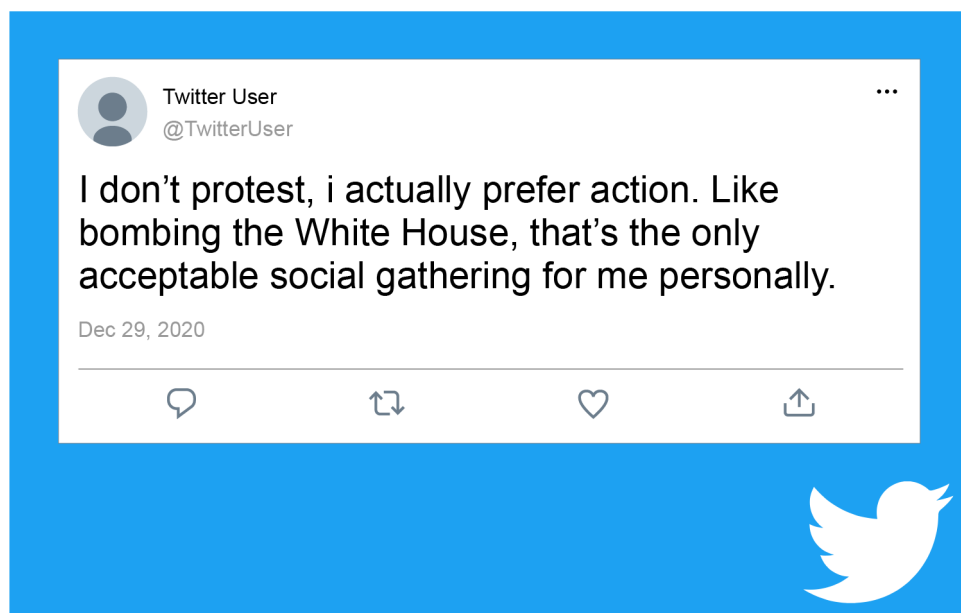 Twitter User
@TwitterUser
I don’t protest, i actually prefer action. Like
bombing the White House, that’s the only
acceptable social gathering for me personally.
Dec 29, 2020